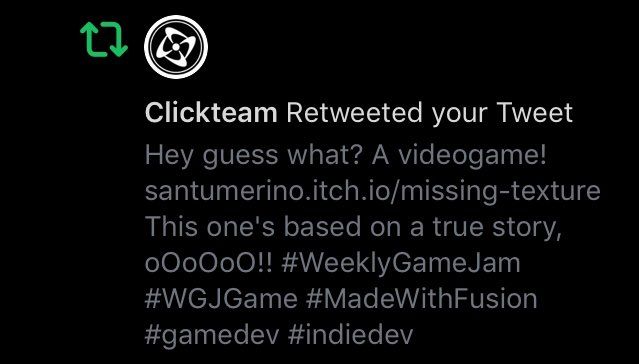 Clickteam Retweeted your Tweet
Hey guess what? A videogame!
santumerino.itch.io/missing-texture
This one's based on a true story,
oOoOoO!! #WeeklyGameJam
#WGJGame #MadeWithFusion
#gamedev #indiedev